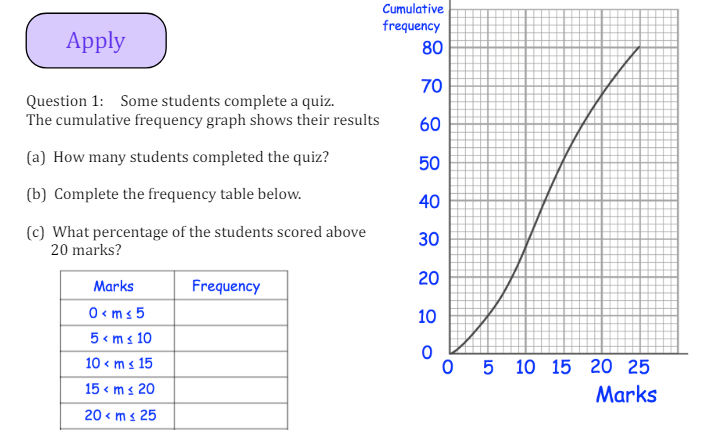 Apply
Question 1: Some students complete a quiz.
The cumulative frequency graph shows their results
(a) How many students completed the quiz?
(b) Complete the frequency table below.
(c) What percentage of the students scored above
20 marks?
Marks Frequency
0 < m ≤ 5
5 < m ≤ 10
10 < m ≤ 15
15 < m ≤ 20
20 < m ≤ 25
Cumulative
frequency
80
70
60
50
40
30
20
10
0
0 5 10 15 20 25
Marks